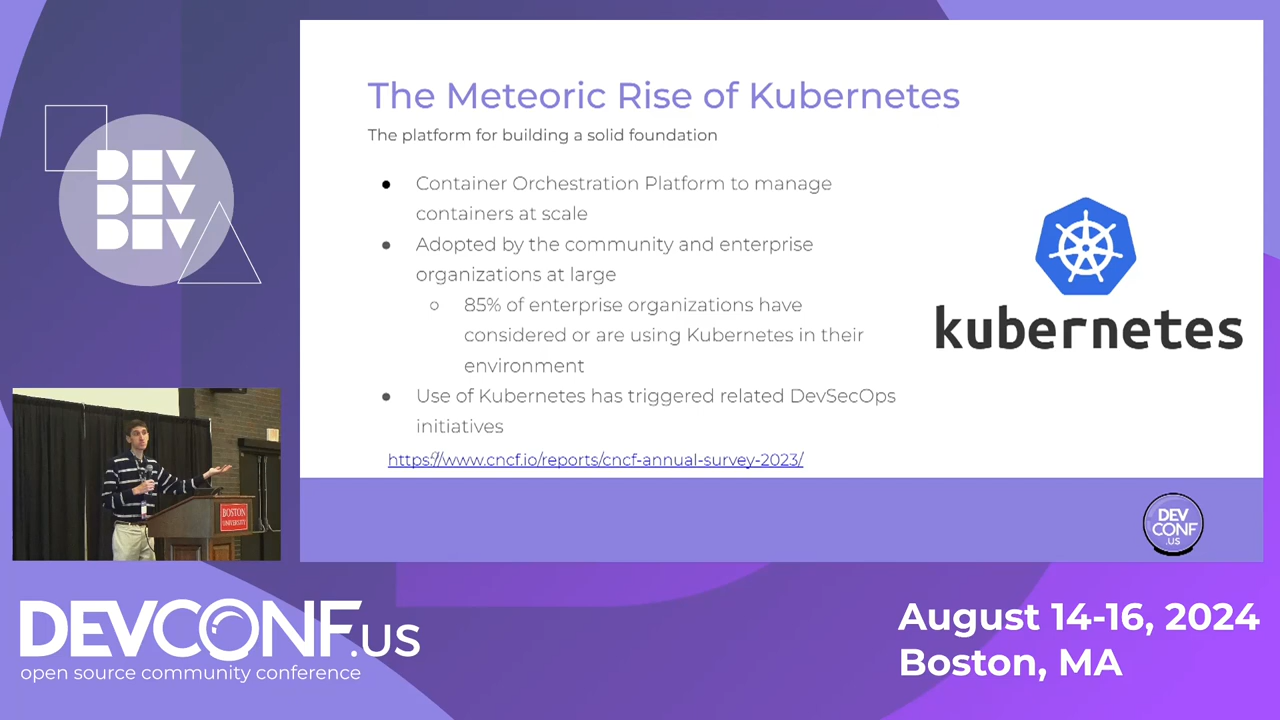 The Meteoric Rise of Kubernetes
The platform for building a solid foundation
● Container Orchestration Platform to manage
containers at scale
● Adopted by the community and enterprise
organizations at large
○ 85% of enterprise organizations have
considered or are using Kubernetes in their
environment
● Use of Kubernetes has triggered related DevSecOps
initiatives
https://www.cncf.io/reports/cncf-annual-survey-2023/
kubernetes
DEV
DEV
DEV
BOSTON
UNIVERSITY
DEV
CONF
.US
DEVCONF.us
open source community conference
August 14-16, 2024
Boston, MA